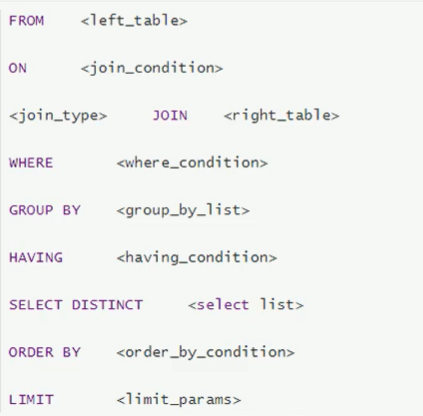 FROM <left_table>
ON <join_condition>
<join_type> JOIN <right_table>
WHERE <where_condition>
GROUP BY <group_by_list>
HAVING <having_condition>
SELECT DISTINCT <select list>
ORDER BY <order_by_condition>
LIMIT <limit_params>